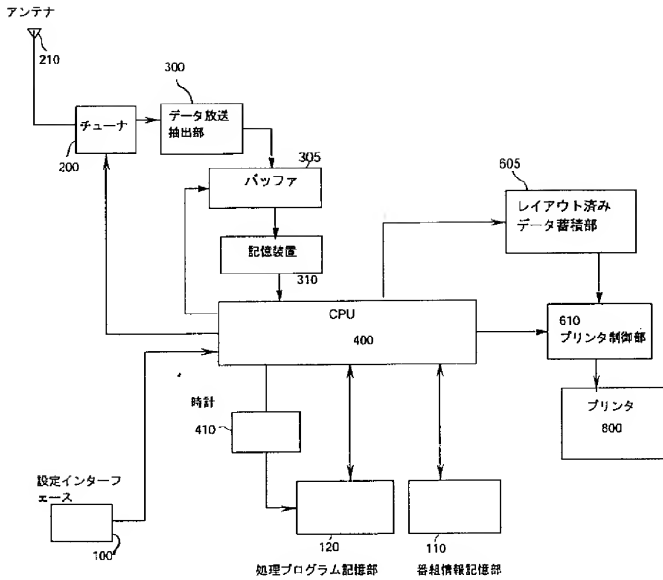 アンテナ
210
チューナ
200
300
データ放送
抽出部
305
バッファ
記憶装置
310
605
レイアウト済み
データ蓄積部
CPU
400
610
プリンタ制御部
プリンタ
800
時計
410
設定インターフ
ェース
100
120
処理プログラム記憶部
110
番組情報記憶部